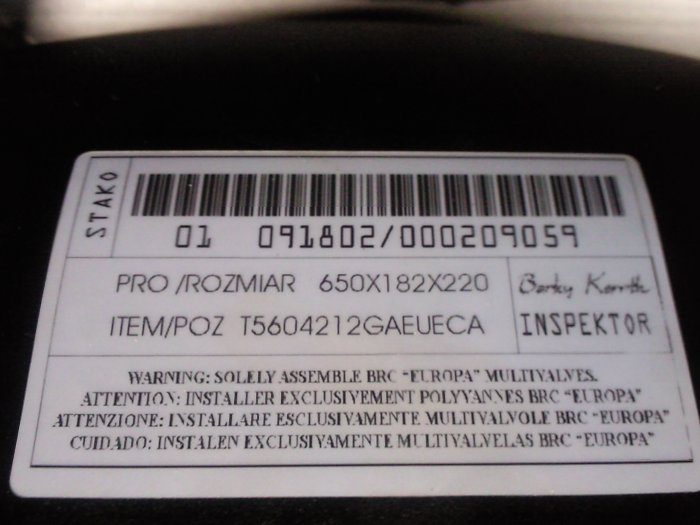 STAKO
01 091802/000209059
PRO /ROZMIAR 650X182X220
ITEM/POZ T5604212GAEUECA
INSPEKTOR
WARNING: SOLELY ASSEMBLE BRC "EUROPA" MULTIVALVES.
ATTENTION: INSTALLER EXCLUSIVEMENT POLYVANNES BRC "EUROPA"
ATTENZIONE: INSTALLARE ESCLUSIVAMENTE MULTIVALVOLE BRC "EUROPA"
CUIDADO: INSTALEN EXCLUSIVAMENTE MULTIVALVELAS BRC "EUROPA"